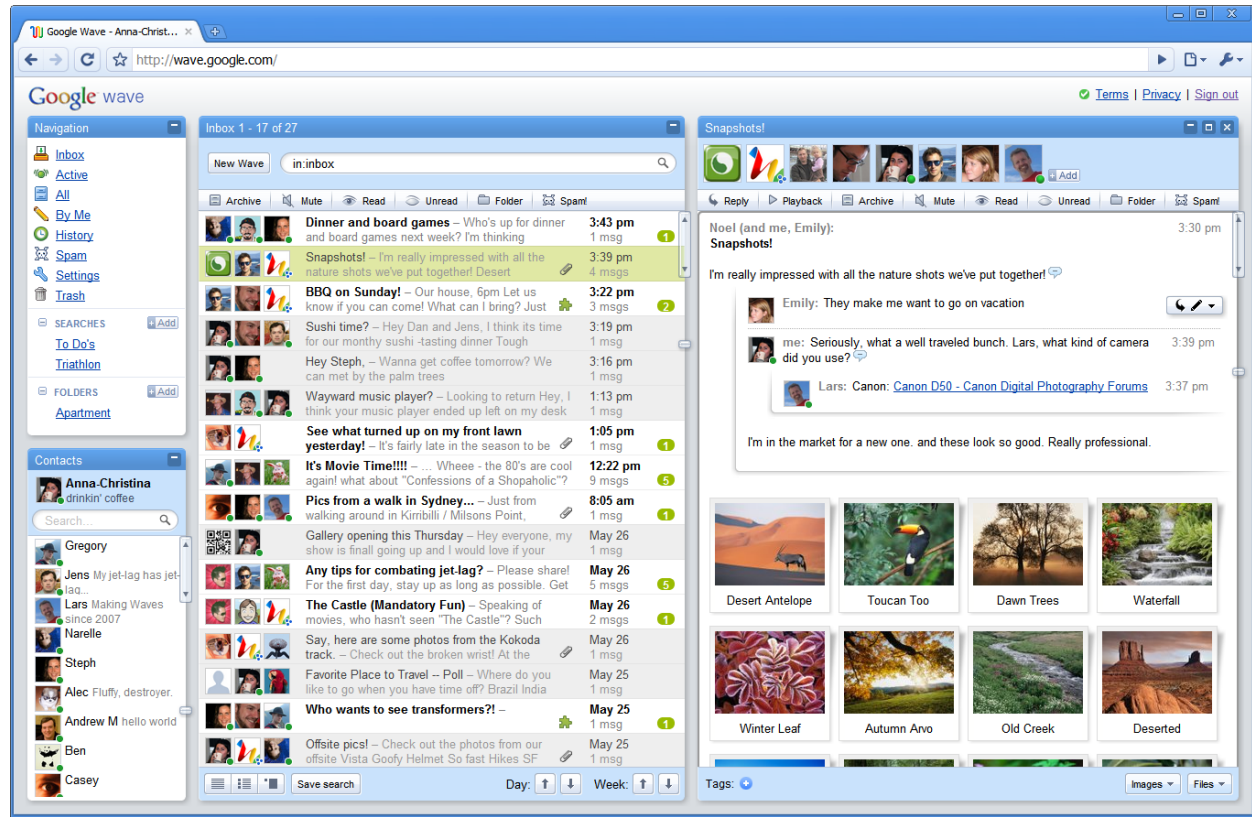 Google Wave - Anna-Christ...
http://wave.google.com/
Google wave
Terms | Privacy | Sign out
Navigation
Inbox
Active
All
By Me
History
Spam
Settings
Trash
SEARCHES Add
To Do's
Triathlon
FOLDERS Add
Apartment
Contacts
Anna-Christina
drinkin' coffee
Search...
Gregory
Jens My jet-lag has jet-
lag...
Lars Making Waves
since 2007
Narelle
Steph
Alec Fluffy, destroyer.
Andrew M hello world
Ben
Casey
Inbox 1 - 17 of 27
New Wave in:inbox
Archive Mute Read Unread Folder Spam!
Dinner and board games – Who's up for dinner 3:43 pm
and board games next week? I'm thinking 1 msg 1
Snapshots! – I'm really impressed with all the 3:39 pm
nature shots we've put together! Desert 4 msgs
BBQ on Sunday! – Our house, 6pm Let us 3:22 pm
know if you can come! What can I bring? Just 3 msgs 2
Sushi time? – Hey Dan and Jens, I think its time 3:19 pm
for our monthy sushi -tasting dinner Tough 1 msg
Hey Steph, – Wanna get coffee tomorrow? We 3:16 pm
can met by the palm trees 1 msg
Wayward music player? – Looking to return Hey, I 1:13 pm
think your music player ended up left on my desk 1 msg
See what turned up on my front lawn 1:05 pm
yesterday! – It's fairly late in the season to be 1 msg 1
It's Movie Time!!!! – ... Wheee - the 80's are cool 12:22 pm
again! what about "Confessions of a Shopaholic"? 9 msgs 5
Pics from a walk in Sydney... – Just from 8:05 am
walking around in Kirribilli / Milsons Point, 1 msg 1
Gallery opening this Thursday – Hey everyone, my May 26
show is finall going up and I would love if your 1 msg
Any tips for combating jet-lag? – Please share! May 26
For the first day, stay up as long as possible. Get 5 msgs 5
The Castle (Mandatory Fun) – Speaking of May 26
movies, who hasn't seen "The Castle"? Such 2 msgs 1
Say, here are some photos from the Kokoda May 26
track. – Check out the broken wrist! At the 1 msg
Favorite Place to Travel -- Poll – Where do you May 25
like to go when you have time off? Brazil India 1 msg
Who wants to see transformers?! – May 25
1 msg 1
Offsite pics! – Check out the photos from our May 25
offsite Vista Goofy Helmet So fast Hikes SF 1 msg
Save search Day: Week:
Snapshots!
Add
Reply Playback Archive Mute Read Unread Folder Spam!
Noel (and me, Emily): 3:30 pm
Snapshots!
I'm really impressed with all the nature shots we've put together!
Emily: They make me want to go on vacation
me: Seriously, what a well traveled bunch. Lars, what kind of camera 3:39 pm
did you use?
Lars: Canon: Canon D50 - Canon Digital Photography Forums 3:37 pm
I'm in the market for a new one. and these look so good. Really professional.
Desert Antelope Toucan Too Dawn Trees Waterfall
Winter Leaf Autumn Arvo Old Creek Deserted
Tags: Images Files